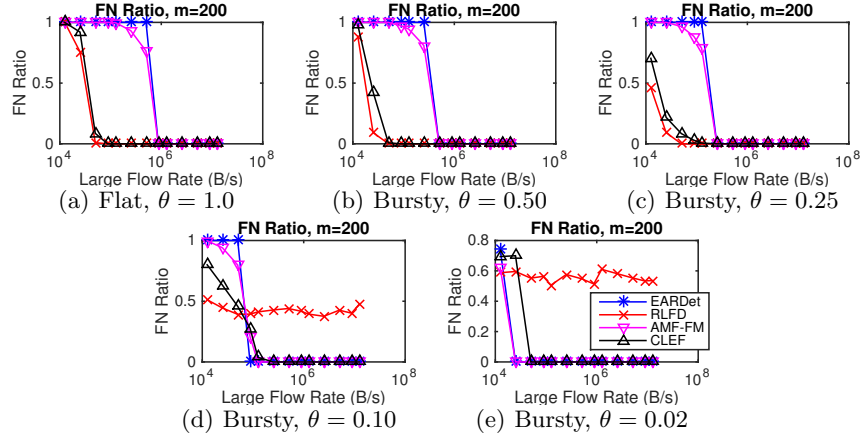 FN Ratio, m=200
FN Ratio, m=200
FN Ratio, m=200
FN Ratio
1
0.5
0
10^4 10^6 10^8
Large Flow Rate (B/s)
FN Ratio
1
0.5
0
10^4 10^6 10^8
Large Flow Rate (B/s)
FN Ratio
1
0.5
0
10^4 10^6 10^8
Large Flow Rate (B/s)
(a) Flat, θ = 1.0
(b) Bursty, θ = 0.50
(c) Bursty, θ = 0.25
FN Ratio, m=200
FN Ratio, m=200
FN Ratio
1
0.5
0
10^4 10^6 10^8
Large Flow Rate (B/s)
FN Ratio
0.8
0.6
0.4
0.2
0
10^4 10^6 10^8
Large Flow Rate (B/s)
EARDet
RLFD
AMF-FM
CLEF
(d) Bursty, θ = 0.10
(e) Bursty, θ = 0.02